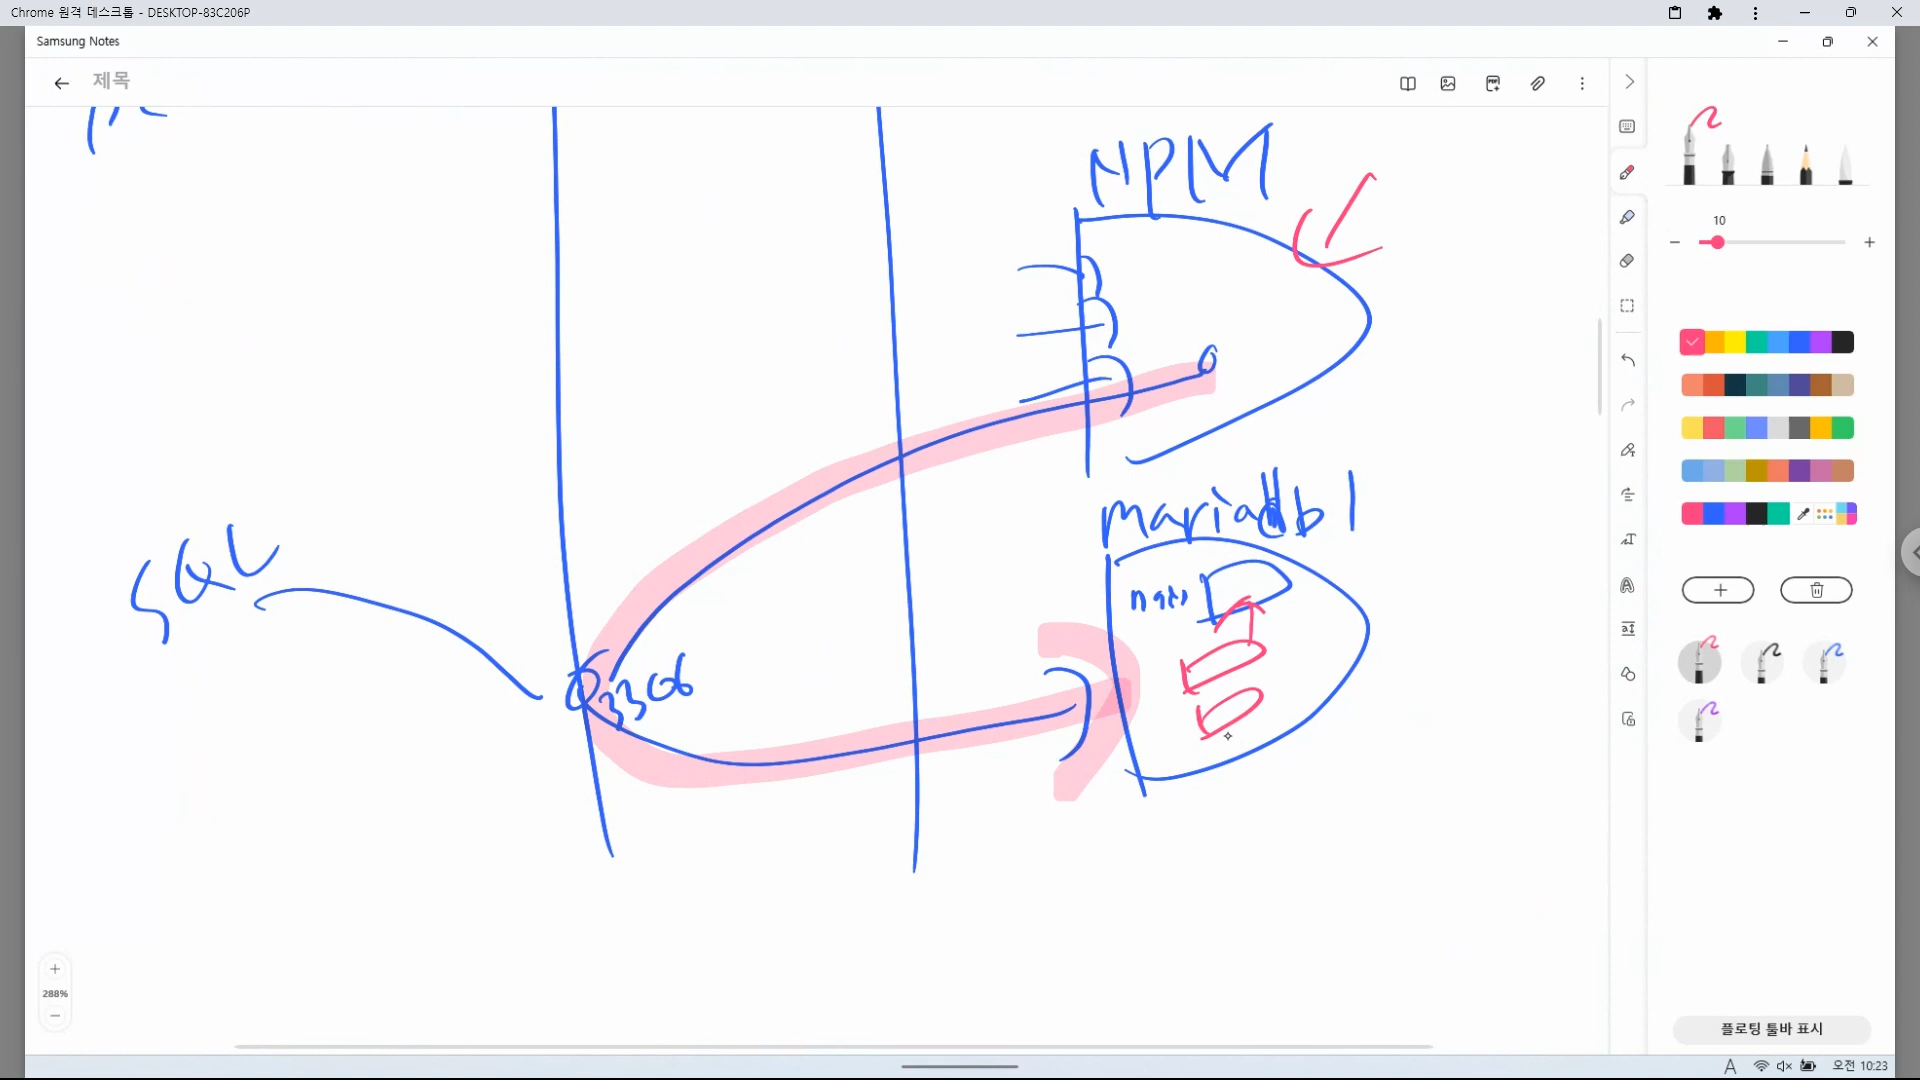 Chrome 원격 데스크톱 - DESKTOP-83C206P
Samsung Notes
제목
10
NPM
mariadb 1
SQL
3306
288%
플로팅 툴바 표시
A
오전 10:23